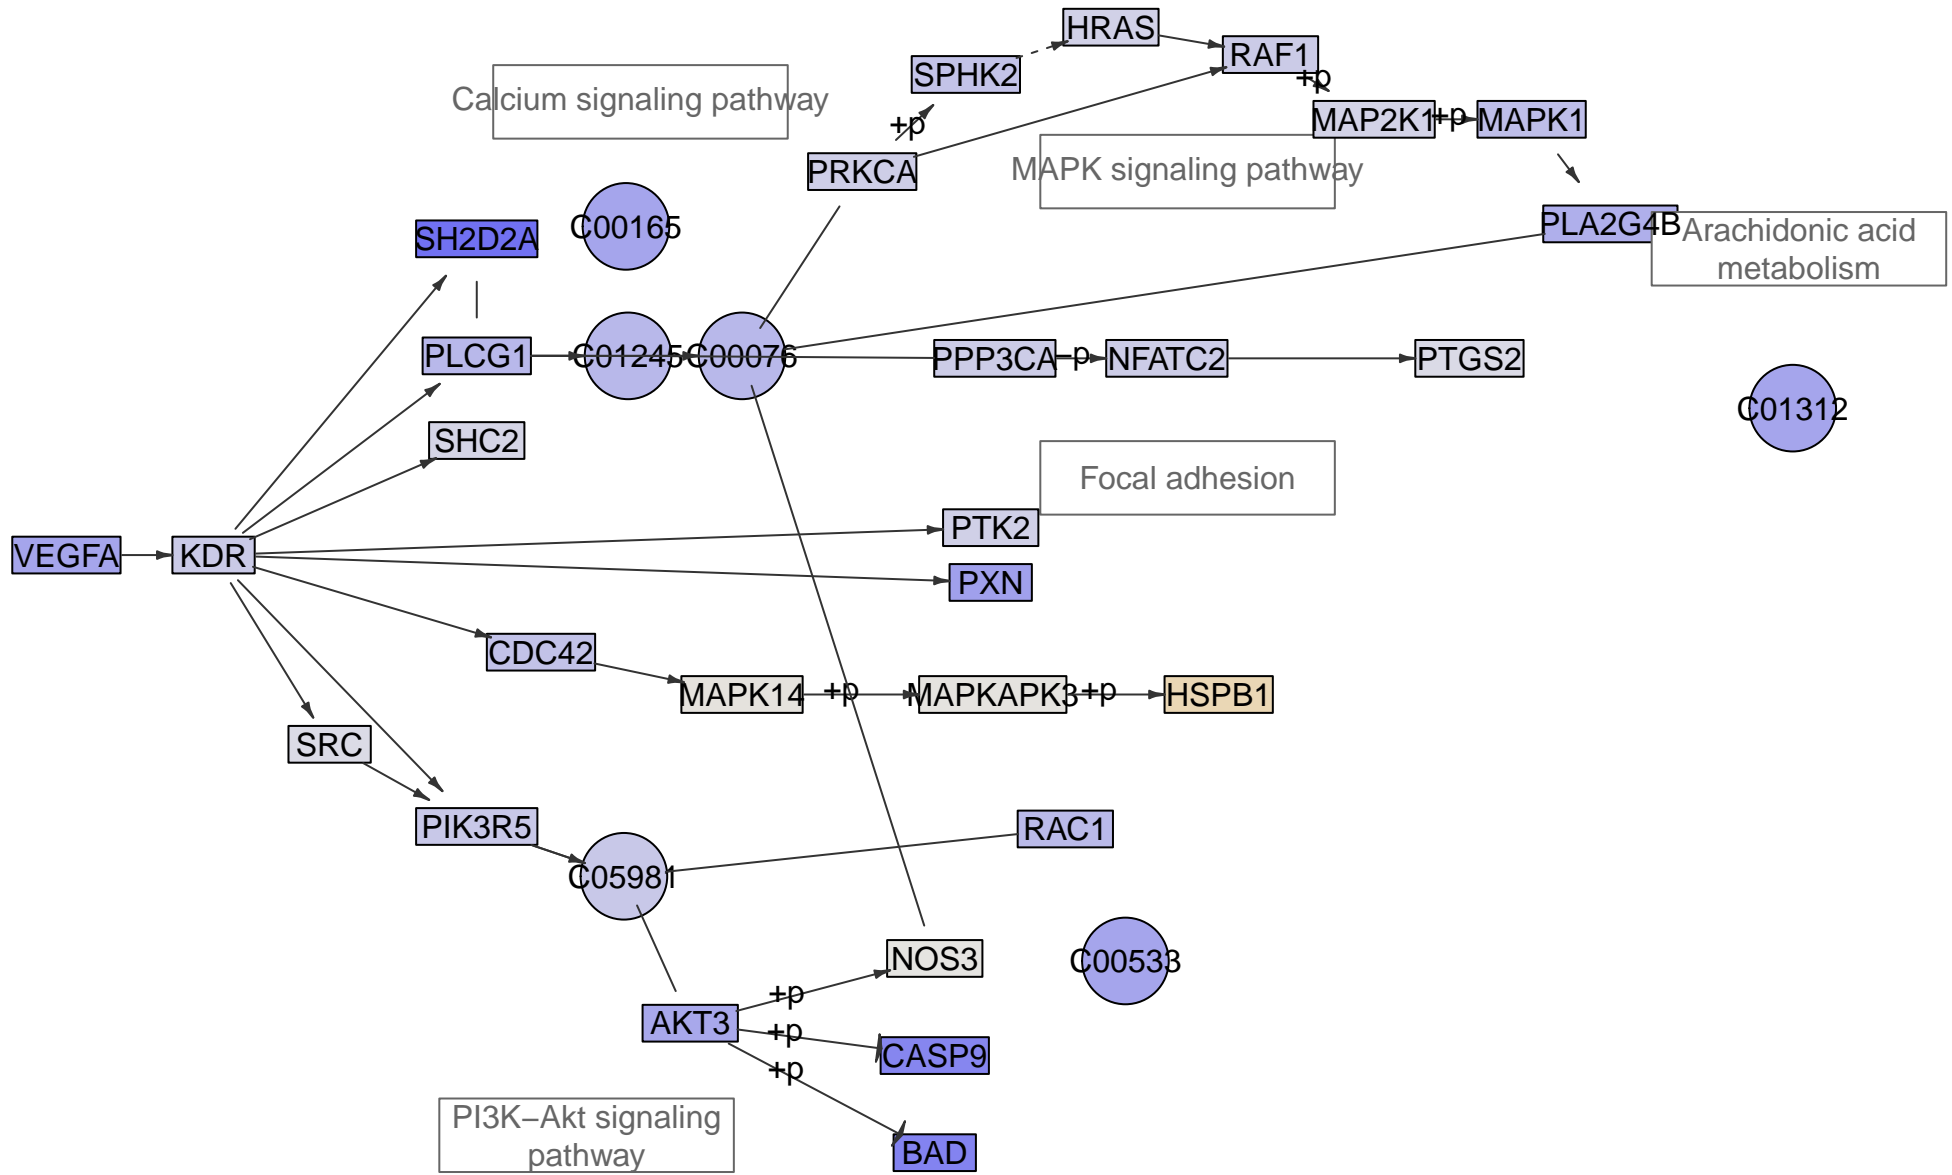 HRAS
RAF1
SPHK2
+p
Calcium signaling pathway
+p
MAP2K1
+p
MAPK1
PRKCA
MAPK signaling pathway
C00165
SH2D2A
PLA2G4B
Arachidonic acid
metabolism
PLCG1
C01245
C00076
PPP3CA
-p
NFATC2
PTGS2
C01312
SHC2
Focal adhesion
PTK2
VEGFA
KDR
PXN
CDC42
MAPK14
+p
MAPKAPK3
+p
HSPB1
SRC
PIK3R5
RAC1
C05981
NOS3
C00533
+p
AKT3
+p
CASP9
+p
PI3K–Akt signaling
pathway
BAD